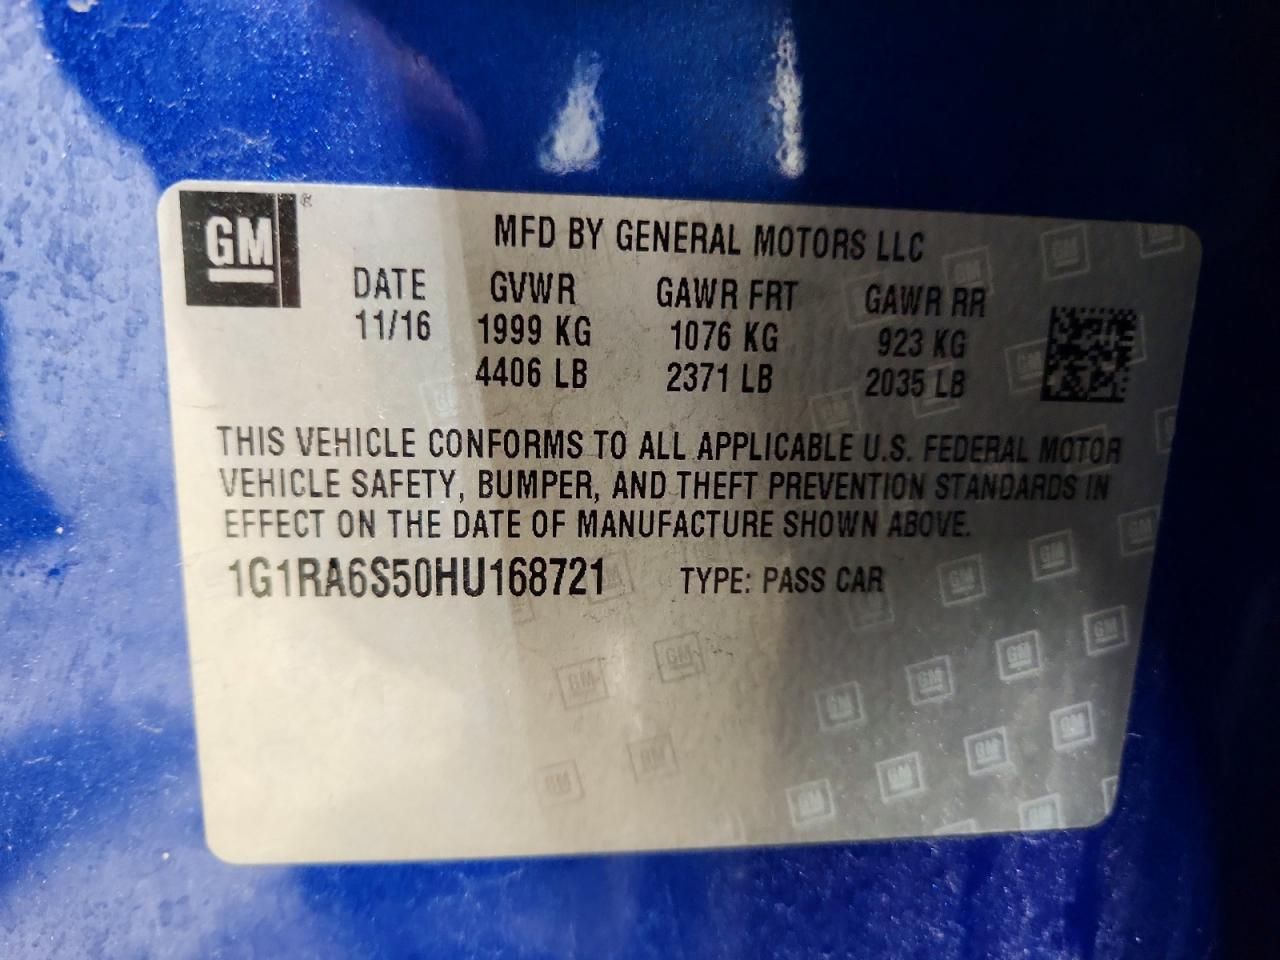 GM ®
MFD BY GENERAL MOTORS LLC
DATE GVWR GAWR FRT GAWR RR
11/16 1999 KG 1076 KG 923 KG
4406 LB 2371 LB 2035 LB
THIS VEHICLE CONFORMS TO ALL APPLICABLE U.S. FEDERAL MOTOR
VEHICLE SAFETY, BUMPER, AND THEFT PREVENTION STANDARDS IN
EFFECT ON THE DATE OF MANUFACTURE SHOWN ABOVE.
1G1RA6S50HU168721 TYPE: PASS CAR